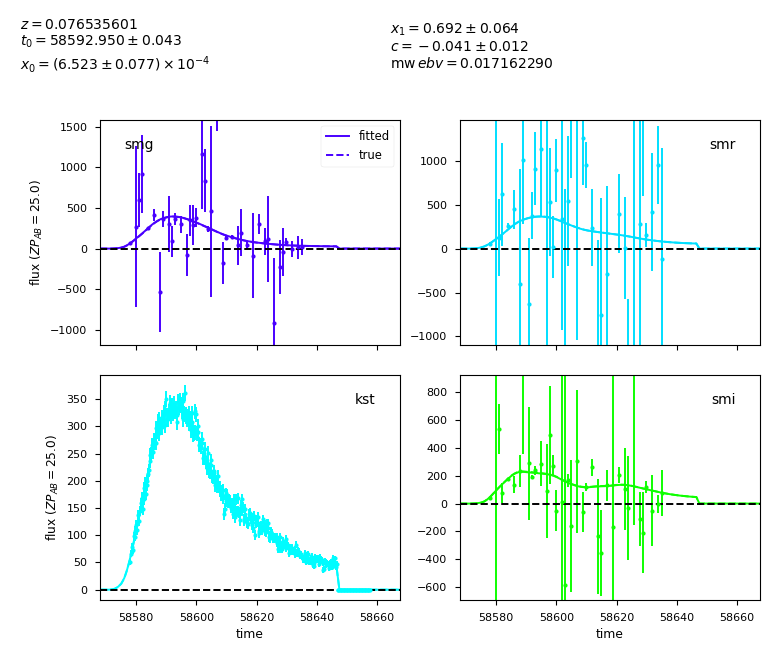 z = 0.076535601
t₀ = 58592.950 ± 0.043
x₀ = (6.523 ± 0.077) × 10⁻⁴
x₁ = 0.692 ± 0.064
c = −0.041 ± 0.012
mw ebv = 0.017162290
smg
fitted
true
1500
1000
500
0
−500
−1000
flux (ZP_AB = 25.0)
smr
1000
500
0
−500
−1000
kst
350
300
250
200
150
100
50
0
flux (ZP_AB = 25.0)
58580 58600 58620 58640 58660
time
smi
800
600
400
200
0
−200
−400
−600
58580 58600 58620 58640 58660
time